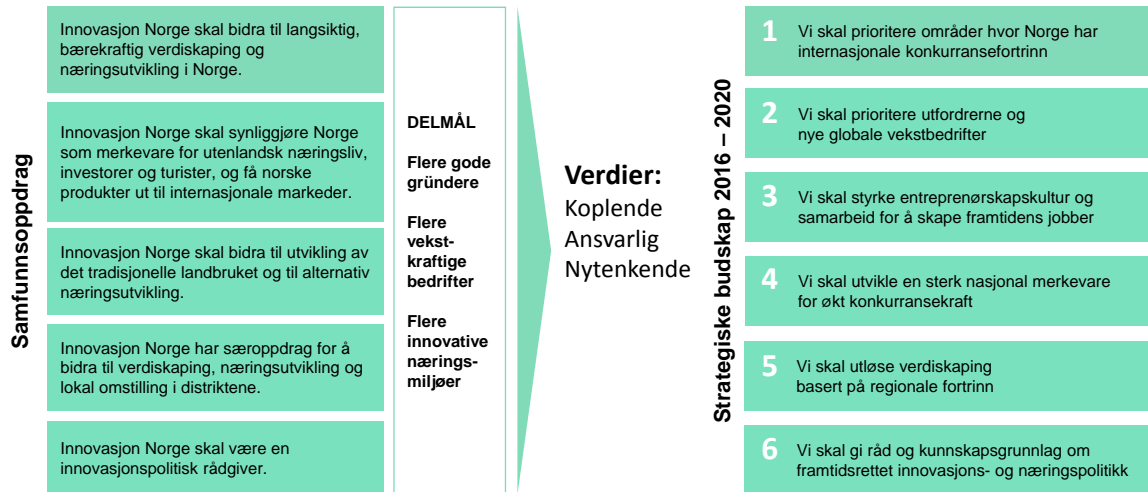 Samfunnsoppdrag
Innovasjon Norge skal bidra til langsiktig,
bærekraftig verdiskaping og
næringsutvikling i Norge.
Innovasjon Norge skal synliggjøre Norge
som merkevare for utenlandsk næringsliv,
investorer og turister, og få norske
produkter ut til internasjonale markeder.
Innovasjon Norge skal bidra til utvikling av
det tradisjonelle landbruket og til alternativ
næringsutvikling.
Innovasjon Norge har særoppdrag for å
bidra til verdiskaping, næringsutvikling og
lokal omstilling i distriktene.
Innovasjon Norge skal være en
innovasjonspolitisk rådgiver.
DELMÅL
Flere gode
gründere
Flere
vekst-
kraftige
bedrifter
Flere
innovative
nærings-
miljøer
Verdier:
Koplende
Ansvarlig
Nytenkende
Strategiske budskap 2016 – 2020
1 Vi skal prioritere områder hvor Norge har
internasjonale konkurransefortrinn
2 Vi skal prioritere utfordrerne og
nye globale vekstbedrifter
3 Vi skal styrke entreprenørskapskultur og
samarbeid for å skape framtidens jobber
4 Vi skal utvikle en sterk nasjonal merkevare
for økt konkurransekraft
5 Vi skal utløse verdiskaping
basert på regionale fortrinn
6 Vi skal gi råd og kunnskapsgrunnlag om
framtidsrettet innovasjons- og næringspolitikk